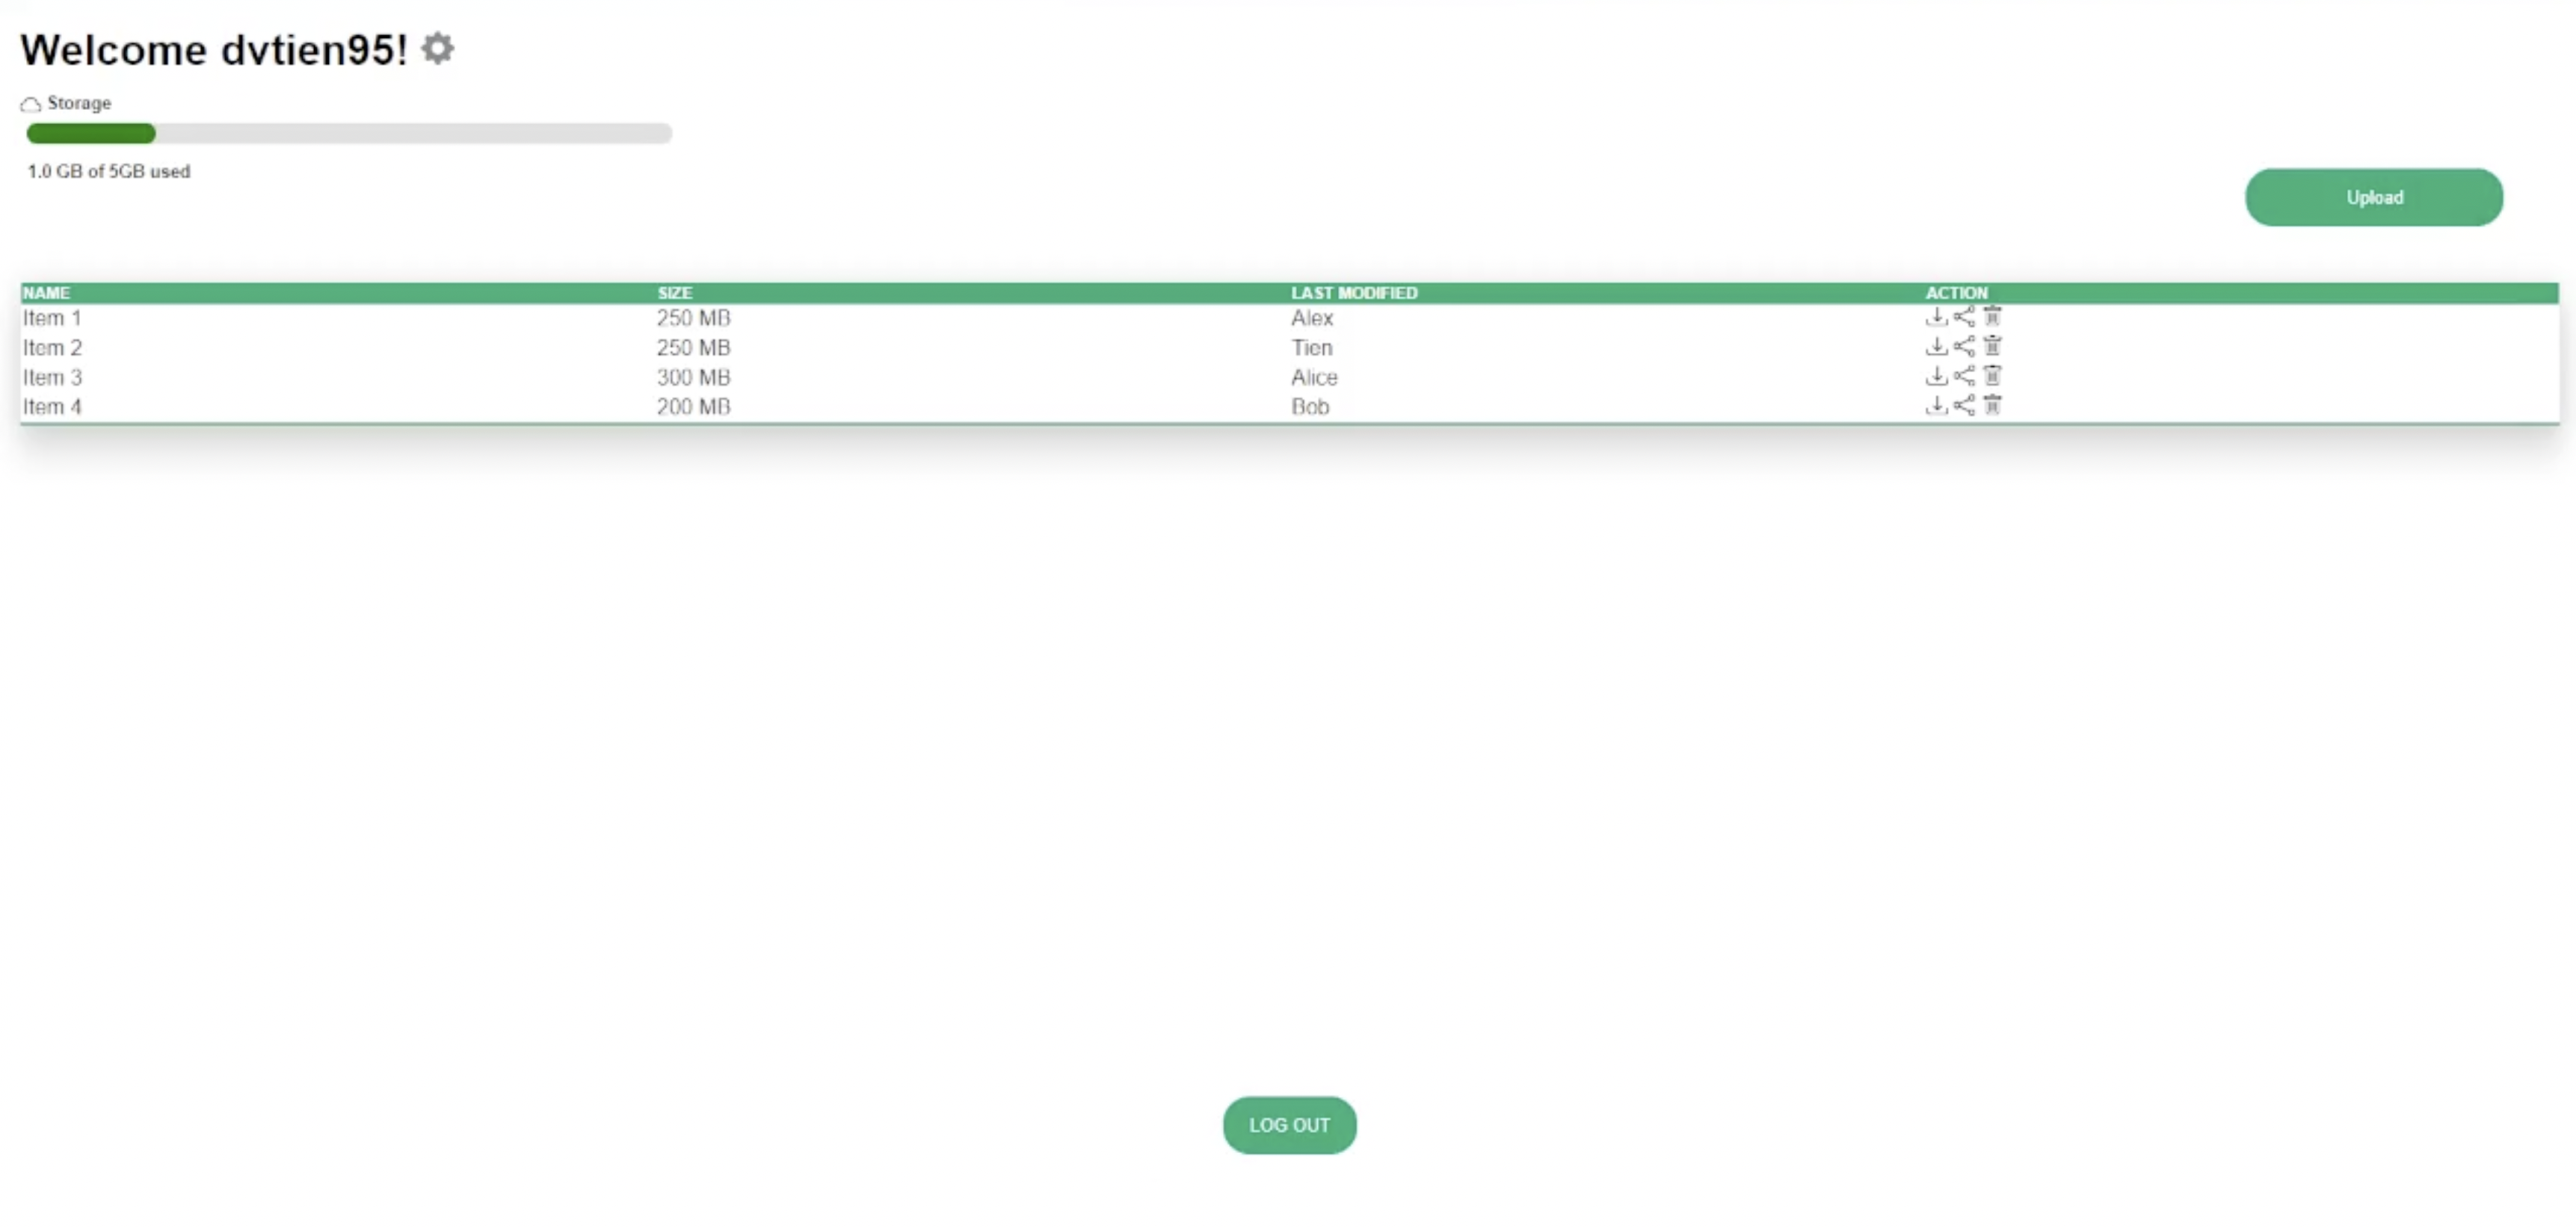 Welcome dvtien95!
Storage
1.0 GB of 5GB used
Upload
NAME SIZE LAST MODIFIED ACTION
Item 1 250 MB Alex
Item 2 250 MB Tien
Item 3 300 MB Alice
Item 4 200 MB Bob
LOG OUT